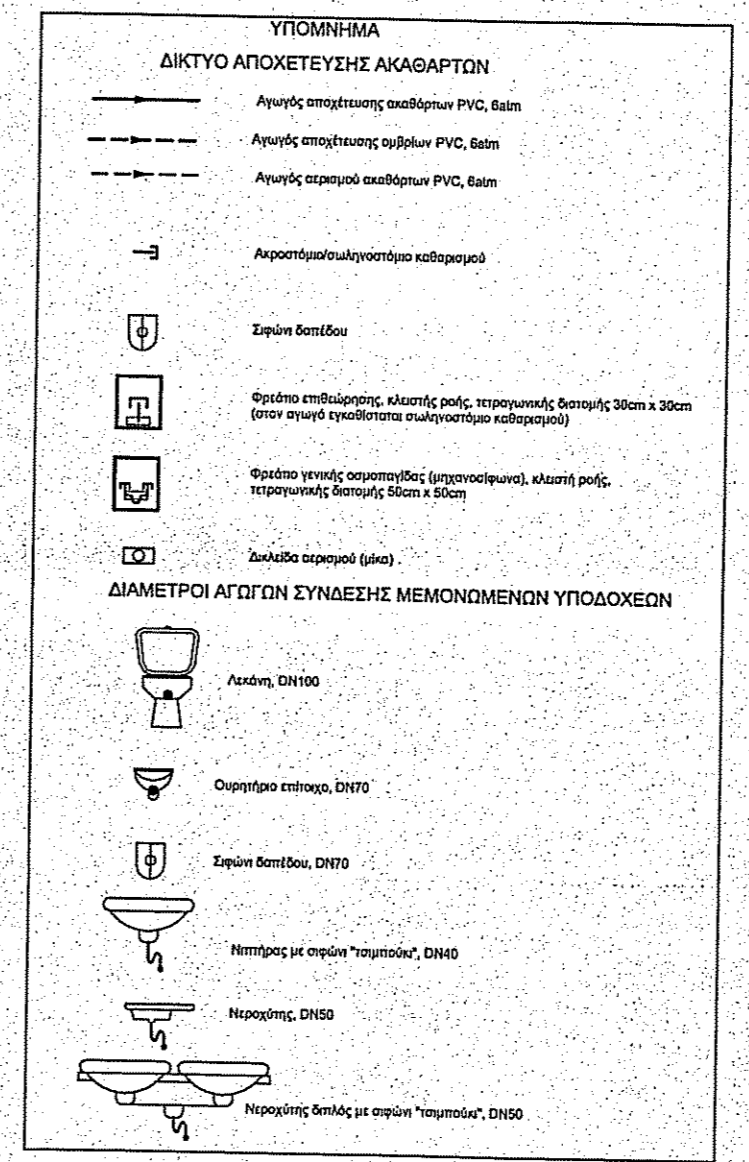 ΥΠΟΜΝΗΜΑ
ΔΙΚΤΥΟ ΑΠΟΧΕΤΕΥΣΗΣ ΑΚΑΘΑΡΤΩΝ
Αγωγός αποχέτευσης ακαθάρτων PVC, 6atm
Αγωγός αποχέτευσης ομβρίων PVC, 6atm
Αγωγός αερισμού ακαθάρτων PVC, 6atm
Ακροστόμιο/σωληνοστόμιο καθαρισμού
Σιφώνι δαπέδου
Φρεάτιο επιθεώρησης, κλειστής ροής, τετραγωνικής διατομής 30cm x 30cm
(στον αγωγό εγκαθίσταται σωληνοστόμιο καθαρισμού)
Φρεάτιο γενικής οσμοπαγίδας (μηχανοσίφωνα), κλειστή ροής,
τετραγωνικής διατομής 50cm x 50cm
Δικλείδα αερισμού (μίκα)
ΔΙΑΜΕΤΡΟΙ ΑΓΩΓΩΝ ΣΥΝΔΕΣΗΣ ΜΕΜΟΝΩΜΕΝΩΝ ΥΠΟΔΟΧΕΩΝ
Λεκάνη, DN100
Ουρητήριο επίτοιχο, DN70
Σιφώνι δαπέδου, DN70
Νιπτήρας με σιφώνι "τσιμπούκι", DN40
Νεροχύτης, DN50
Νεροχύτης διπλός με σιφώνι "τσιμπούκι", DN50